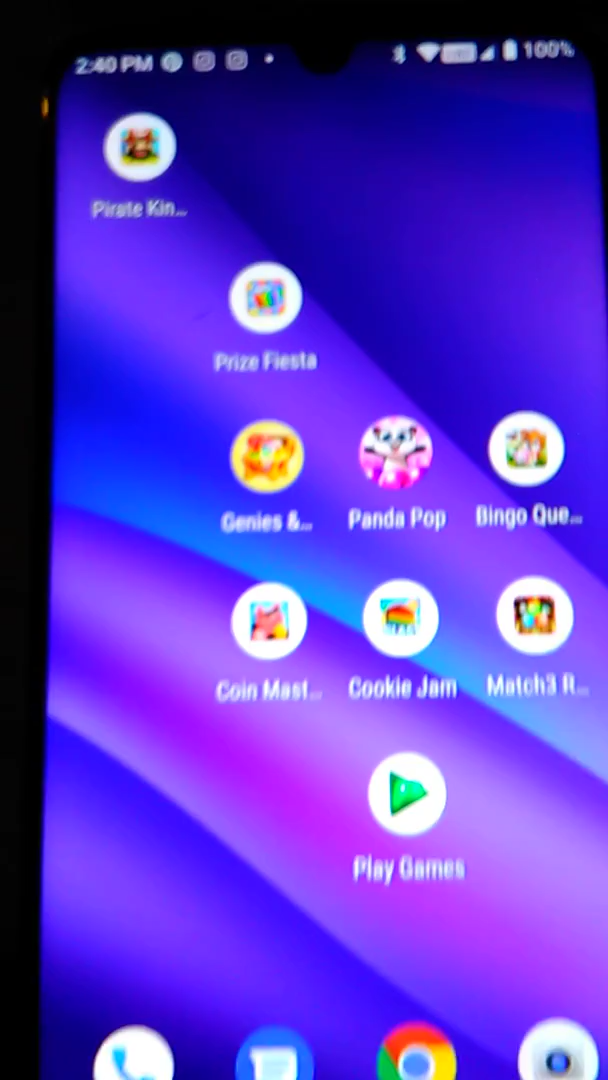 2:40 PM 100%
Pirate Kin...
Prize Fiesta
Genies &... Panda Pop Bingo Que...
Coin Mast... Cookie Jam Match3 R...
Play Games